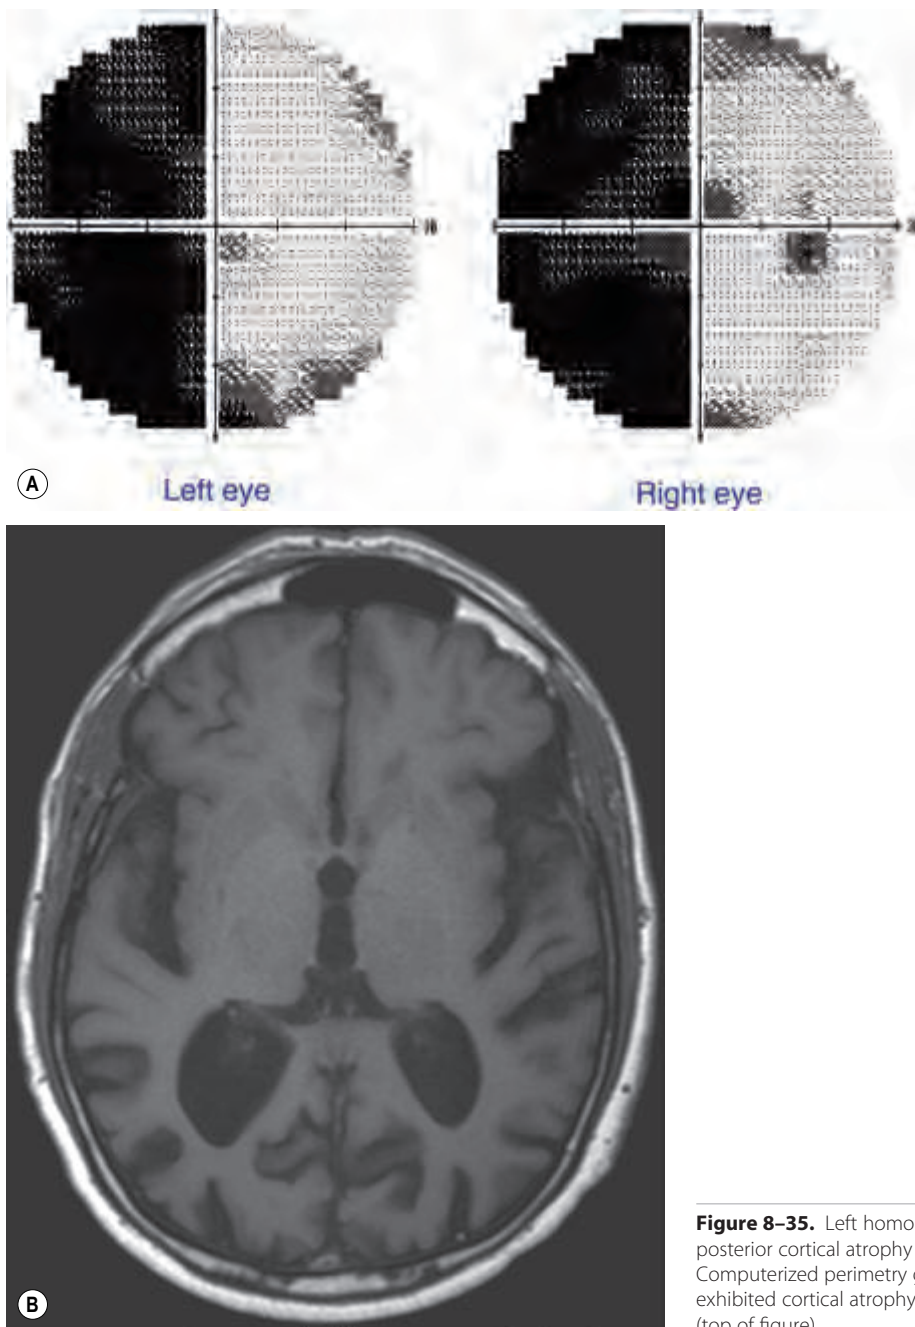 A
Left eye
Right eye
B
Figure 8–35. Left homo
posterior cortical atrophy
Computerized perimetry
exhibited cortical atrophy
(top of figure)